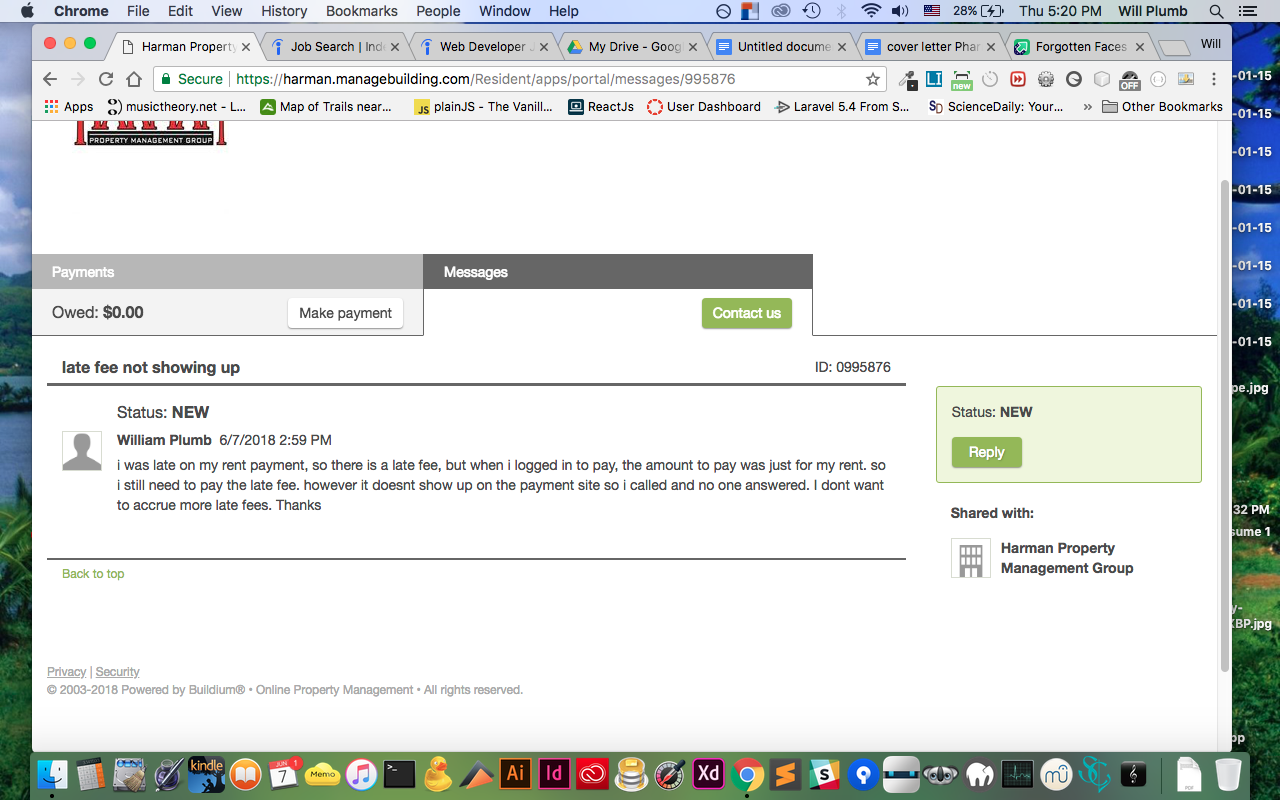 Chrome File Edit View History Bookmarks People Window Help 28% Thu 5:20 PM Will Plumb
Harman Property Job Search | Inde Web Developer J My Drive - Goog Untitled docume cover letter Phar Forgotten Faces Will
Secure https://harman.managebuilding.com/Resident/apps/portal/messages/995876
new OFF
Apps musictheory.net - L... Map of Trails near... plainJS - The Vanill... ReactJs User Dashboard Laravel 5.4 From S... ScienceDaily: Your... » Other Bookmarks
PROPERTY MANAGEMENT GROUP
Payments Messages
Owed: $0.00 Make payment Contact us
late fee not showing up ID: 0995876
Status: NEW
William Plumb 6/7/2018 2:59 PM
i was late on my rent payment, so there is a late fee, but when i logged in to pay, the amount to pay was just for my rent. so
i still need to pay the late fee. however it doesnt show up on the payment site so i called and no one answered. I dont want
to accrue more late fees. Thanks
Back to top
Status: NEW
Reply
Shared with:
Harman Property
Management Group
Privacy | Security
© 2003-2018 Powered by Buildium® • Online Property Management • All rights reserved.
-01-15
-01-15
-01-15
-01-15
-01-15
-01-15
-01-15
-01-15
pe.jpg
32 PM
sume 1
y-
KBP.jpg
pp
kindle JUN 7 1 Memo Ai Id Xd S mu PDF